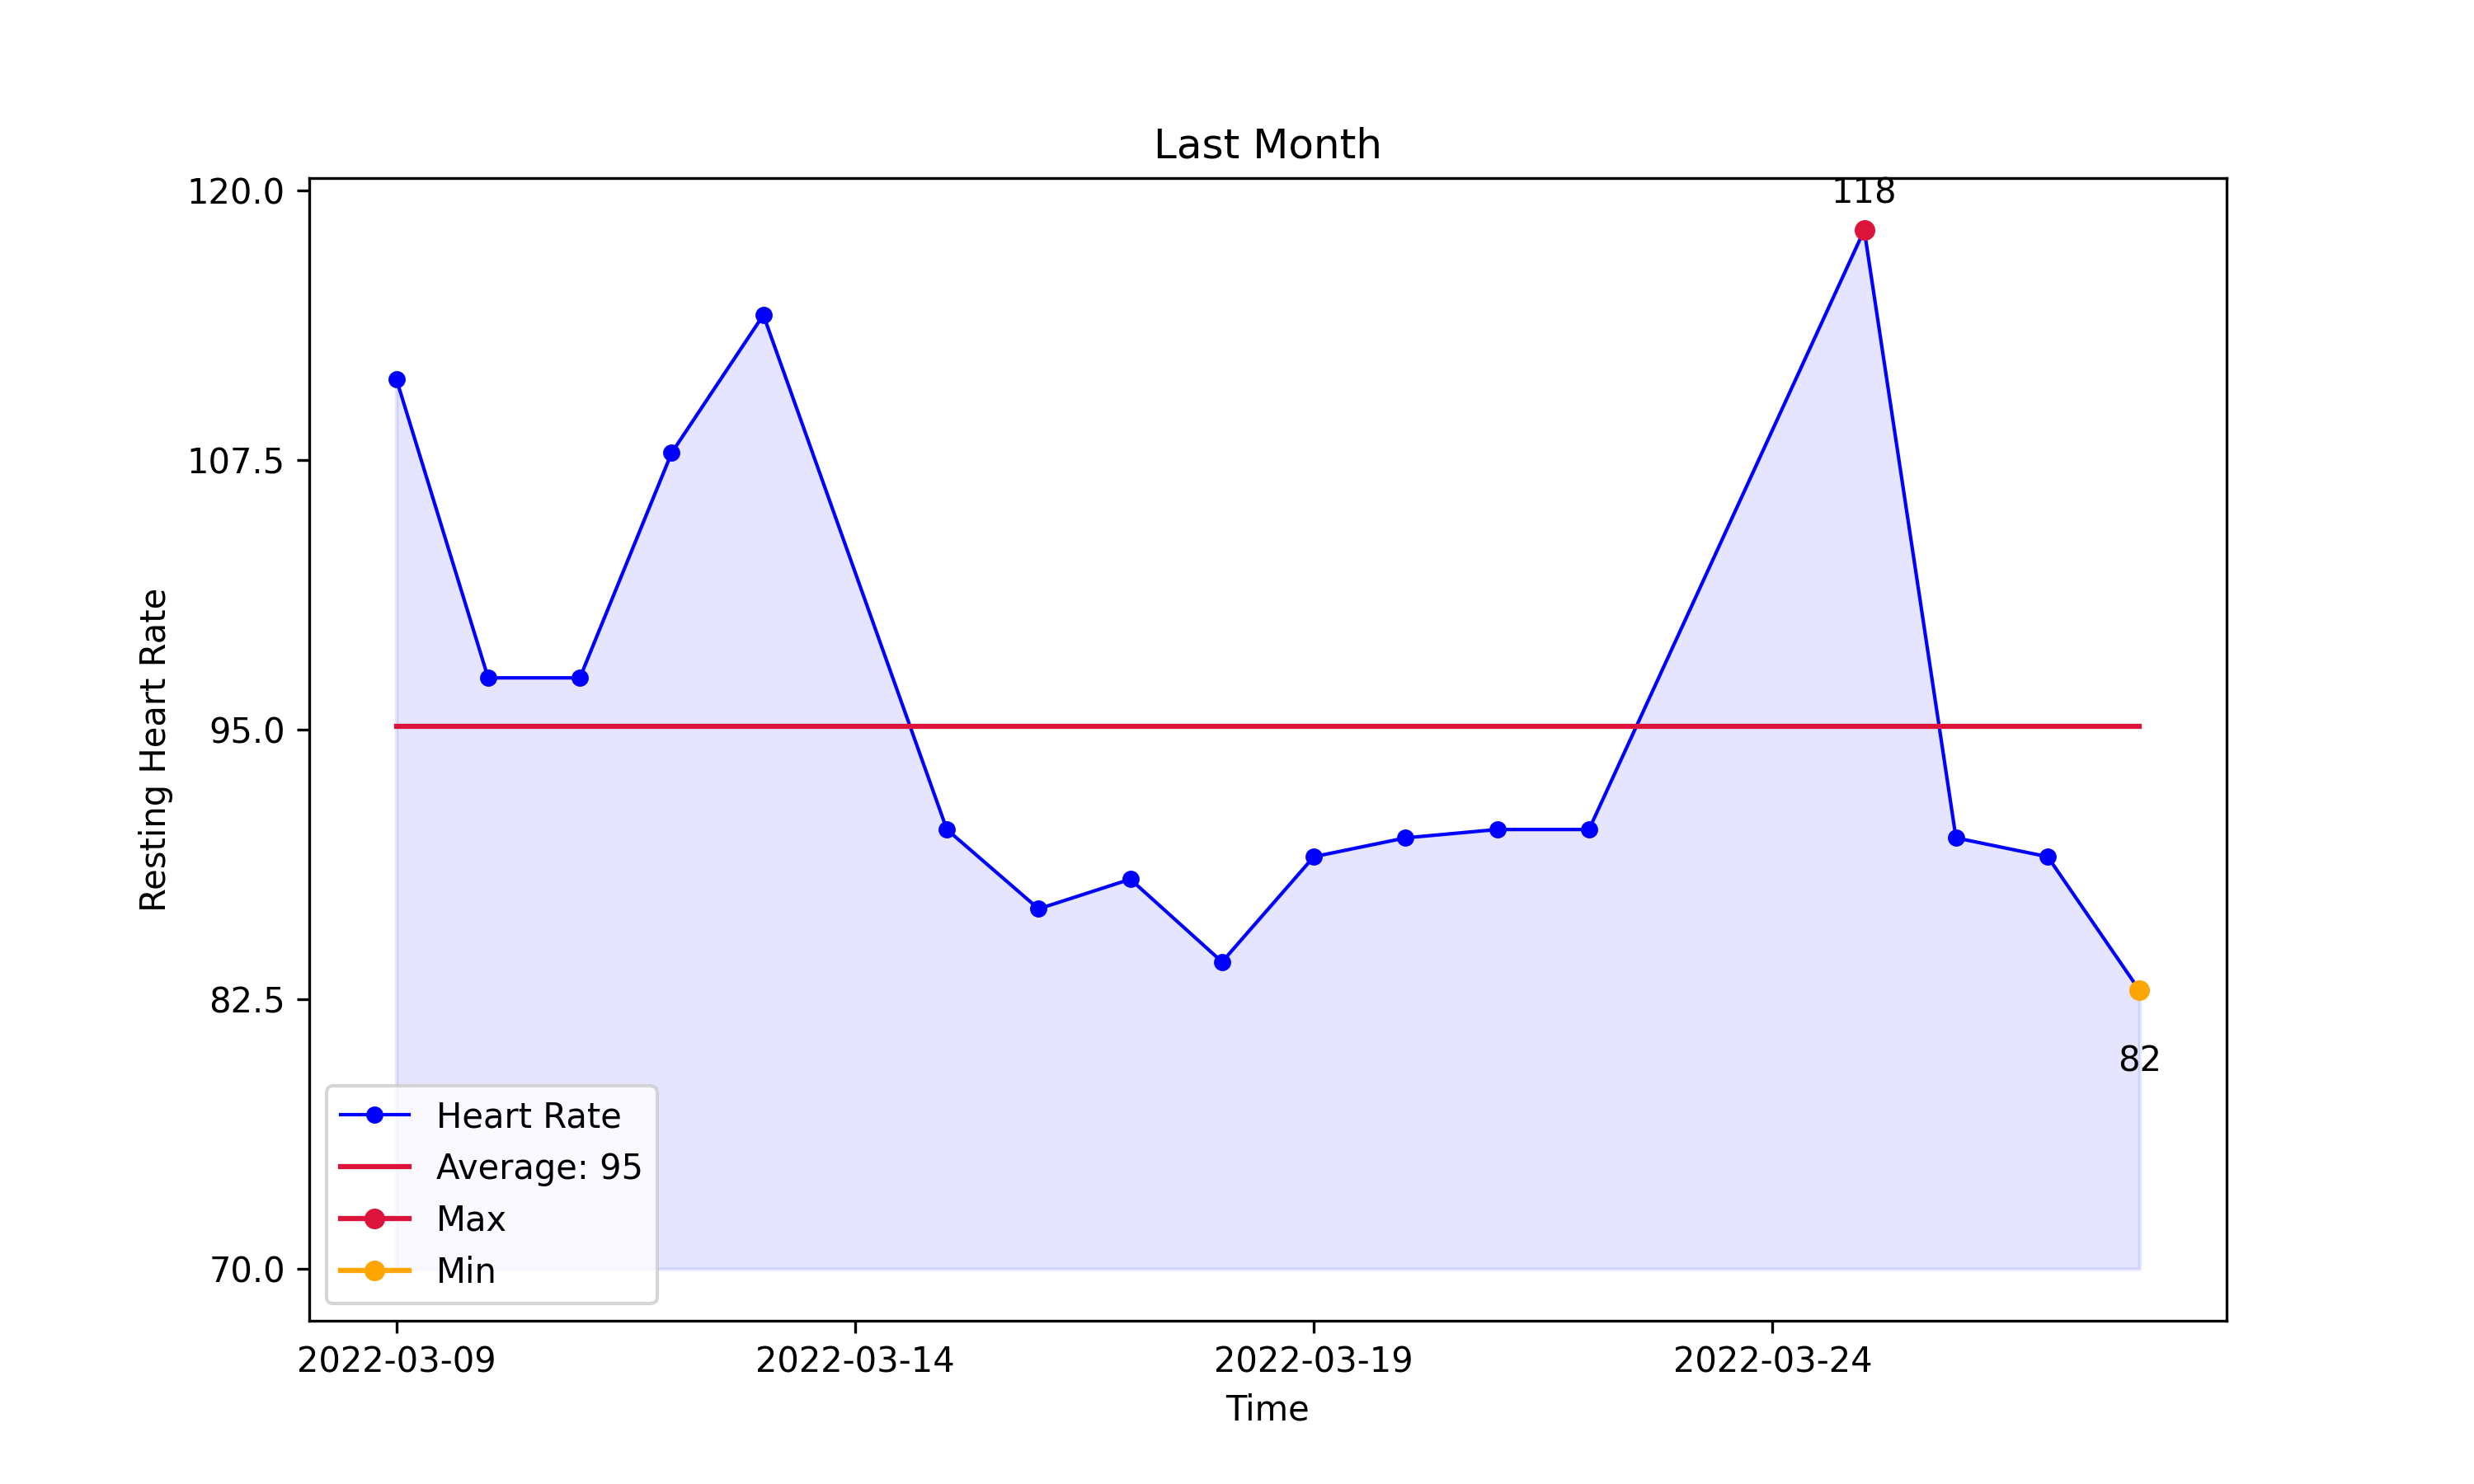 Last Month
120.0
107.5
95.0
82.5
70.0
Resting Heart Rate
118
82
Heart Rate
Average: 95
Max
Min
2022-03-09
2022-03-14
2022-03-19
2022-03-24
Time